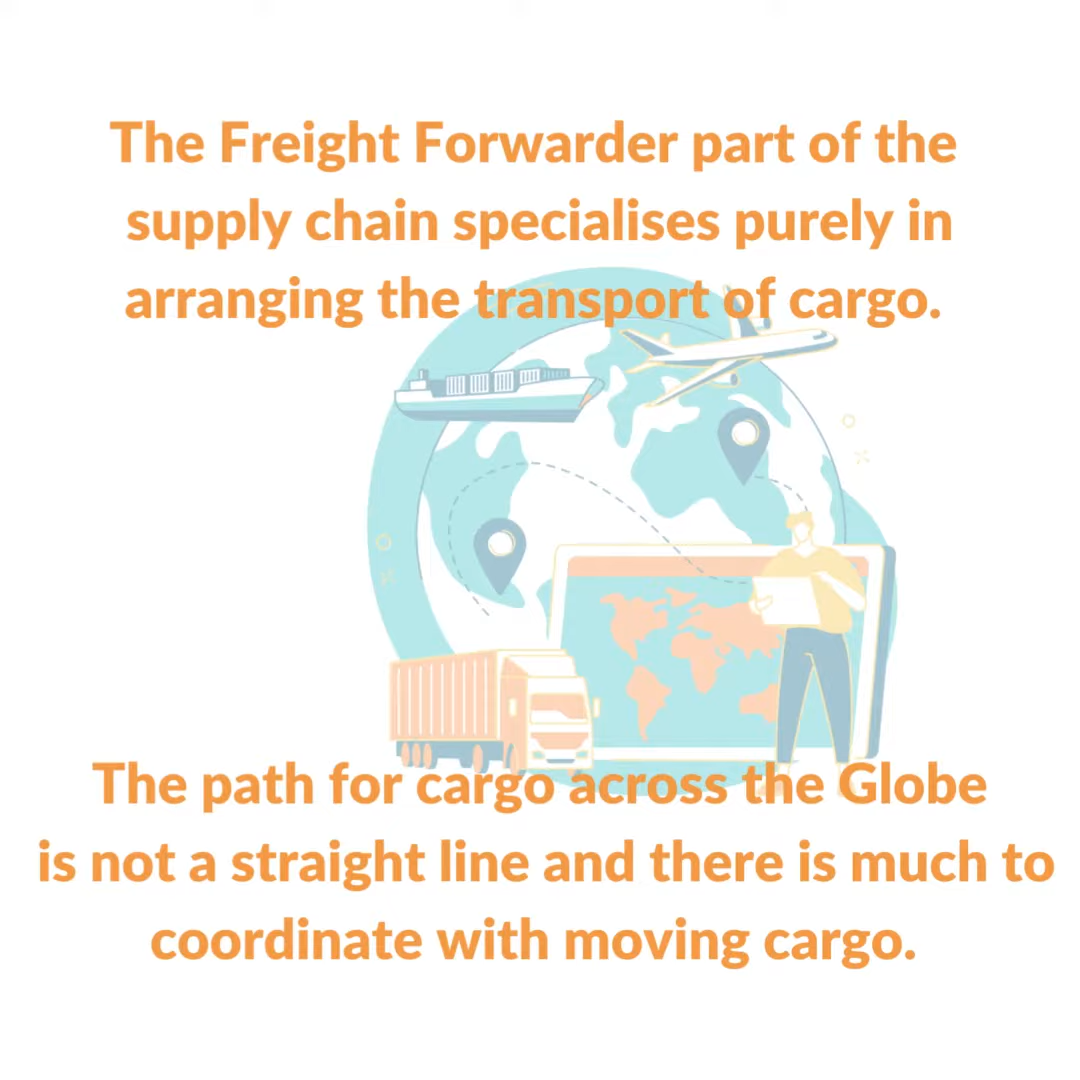 The Freight Forwarder part of the
supply chain specialises purely in
arranging the transport of cargo.
The path for cargo across the Globe
is not a straight line and there is much to
coordinate with moving cargo.